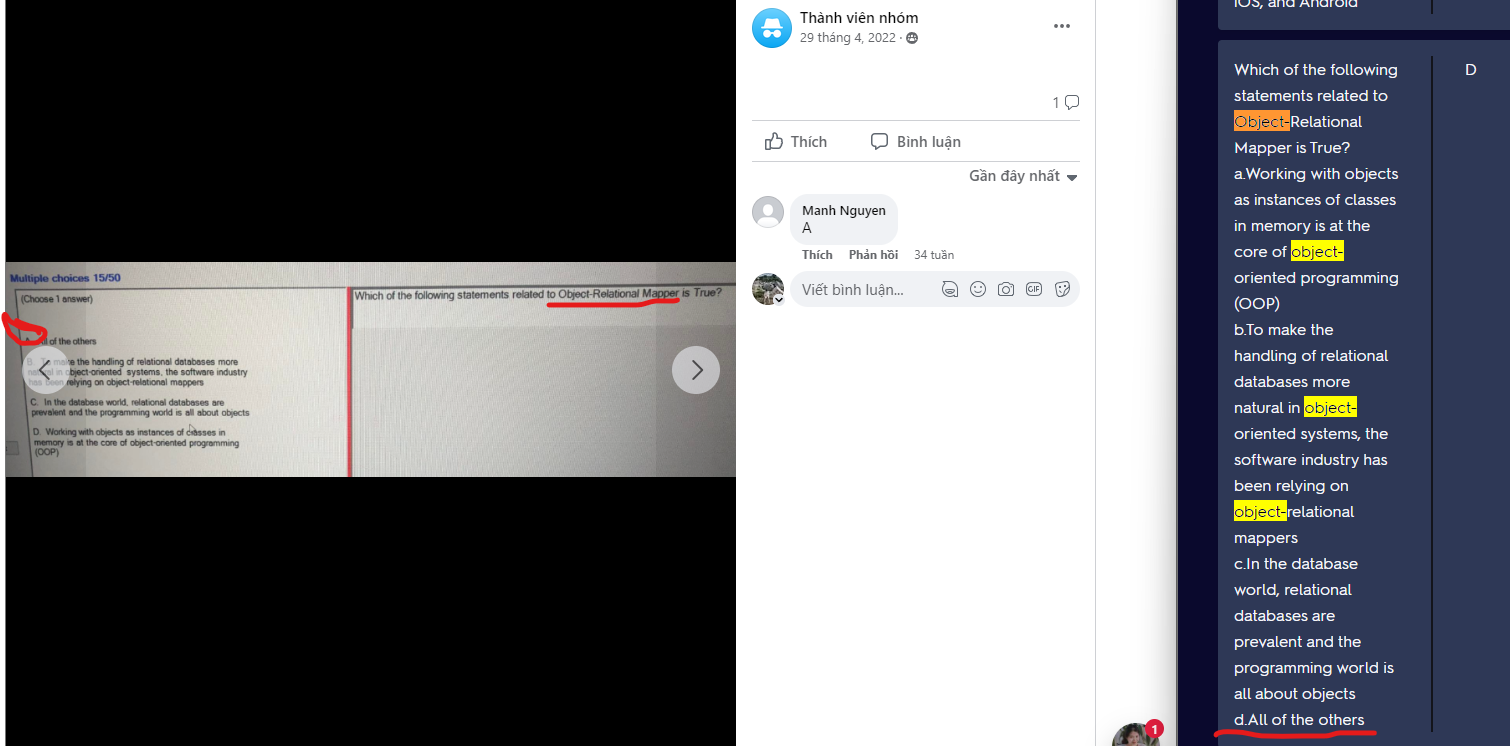 Multiple choices 15/50
(Choose 1 answer)
Which of the following statements related to Object-Relational Mapper is True?
of the others
the handling of relational databases more
in object-oriented systems, the software industry
been relying on object-relational mappers
C. In the database world, relational databases are
prevalent and the programming world is all about objects
D. Working with objects as instances of classes in
memory is at the core of object-oriented programming
(OOP)
Thành viên nhóm
29 tháng 4, 2022 ·
1
Thích
Bình luận
Gần đây nhất
Manh Nguyen
A
Thích Phản hồi 34 tuần
Viết bình luận...
GIF
1
iOS, and Android
Which of the following
statements related to
Object-Relational
Mapper is True?
a.Working with objects
as instances of classes
in memory is at the
core of object-
oriented programming
(OOP)
b.To make the
handling of relational
databases more
natural in object-
oriented systems, the
software industry has
been relying on
object-relational
mappers
c.In the database
world, relational
databases are
prevalent and the
programming world is
all about objects
d.All of the others
D